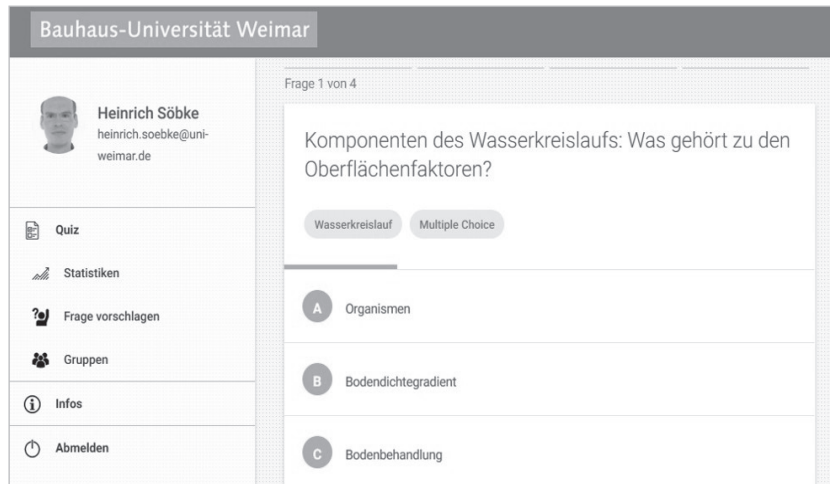 Bauhaus-Universität Weimar
Heinrich Söbke
heinrich.soebke@uni-
weimar.de
Quiz
Statistiken
Frage vorschlagen
Gruppen
Infos
Abmelden
Frage 1 von 4
Komponenten des Wasserkreislaufs: Was gehört zu den
Oberflächenfaktoren?
Wasserkreislauf Multiple Choice
A Organismen
B Bodendichtegradient
C Bodenbehandlung